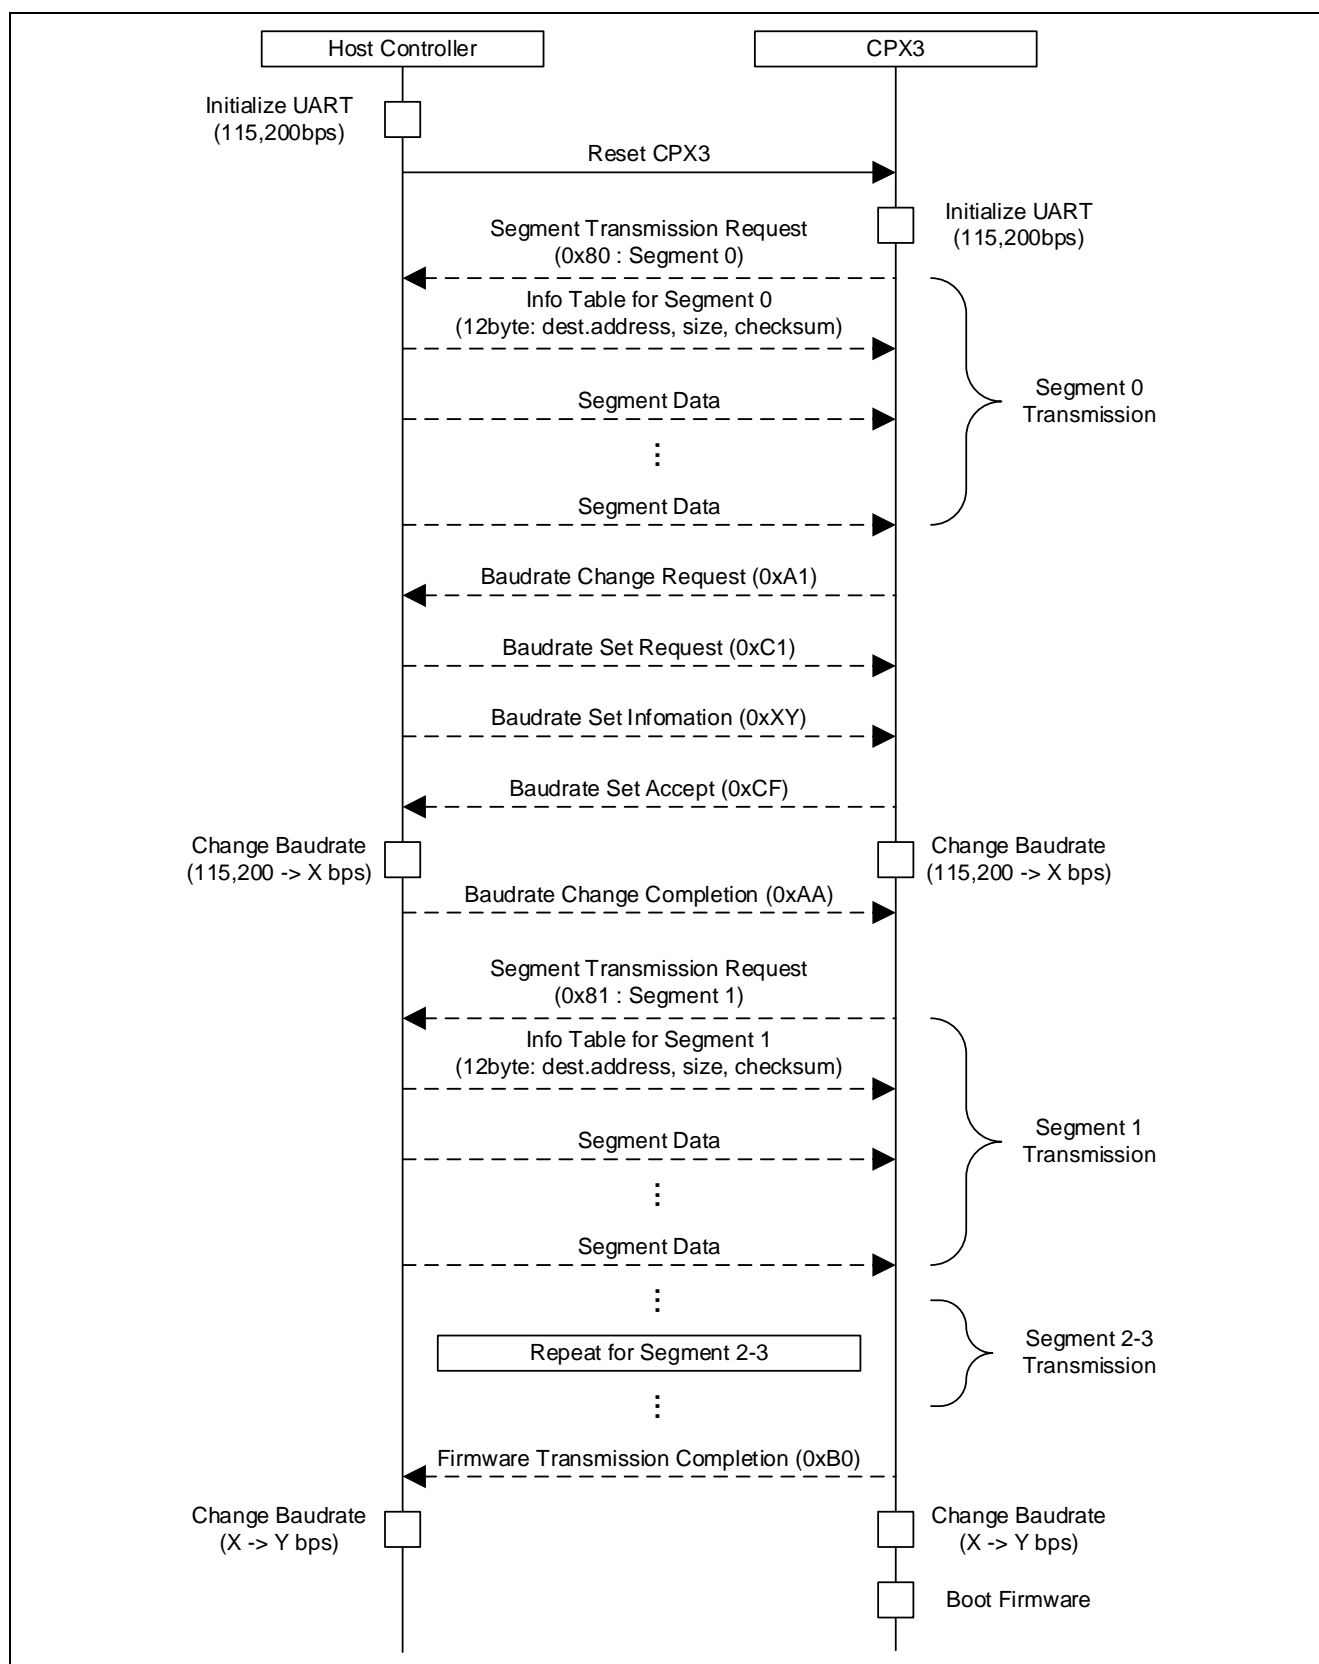 Host Controller
CPX3
Initialize UART
(115,200bps)
Reset CPX3
Initialize UART
(115,200bps)
Segment Transmission Request
(0x80 : Segment 0)
Info Table for Segment 0
(12byte: dest.address, size, checksum)
Segment Data
Segment 0
Transmission
⋮
Segment Data
Baudrate Change Request (0xA1)
Baudrate Set Request (0xC1)
Baudrate Set Infomation (0xXY)
Baudrate Set Accept (0xCF)
Change Baudrate
(115,200 -> X bps)
Change Baudrate
(115,200 -> X bps)
Baudrate Change Completion (0xAA)
Segment Transmission Request
(0x81 : Segment 1)
Info Table for Segment 1
(12byte: dest.address, size, checksum)
Segment Data
Segment 1
Transmission
⋮
Segment Data
⋮
Repeat for Segment 2-3
Segment 2-3
Transmission
⋮
Firmware Transmission Completion (0xB0)
Change Baudrate
(X -> Y bps)
Change Baudrate
(X -> Y bps)
Boot Firmware